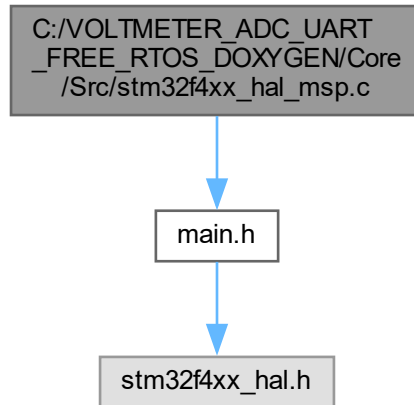 C:/VOLTMETER_ADC_UART
_FREE_RTOS_DOXYGEN/Core
/Src/stm32f4xx_hal_msp.c
main.h
stm32f4xx_hal.h